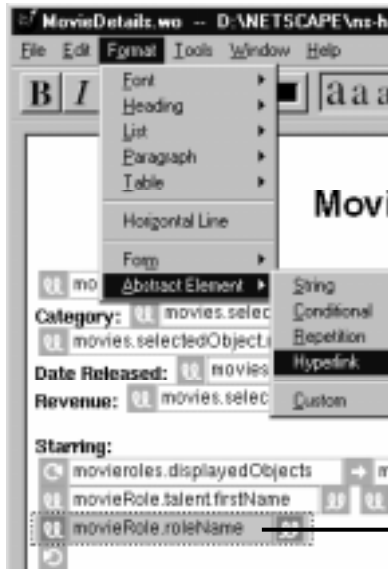 MovieDetails.wo -- D:\NETSCAPE\ns-h
File Edit Format Tools Window Help
B I a a a
Font
Heading
List
Paragraph
Table
Horizontal Line
Form
Abstract Element
String
Conditional
Repetition
Hyperlink
Custom
Movi
mo
Category: movies.selec
movies.selectedObject.
Date Released: movies
Revenue: movies.selec
Starring:
movieroles.displayedObjects m
movieRole.talent.firstName
movieRole.roleName